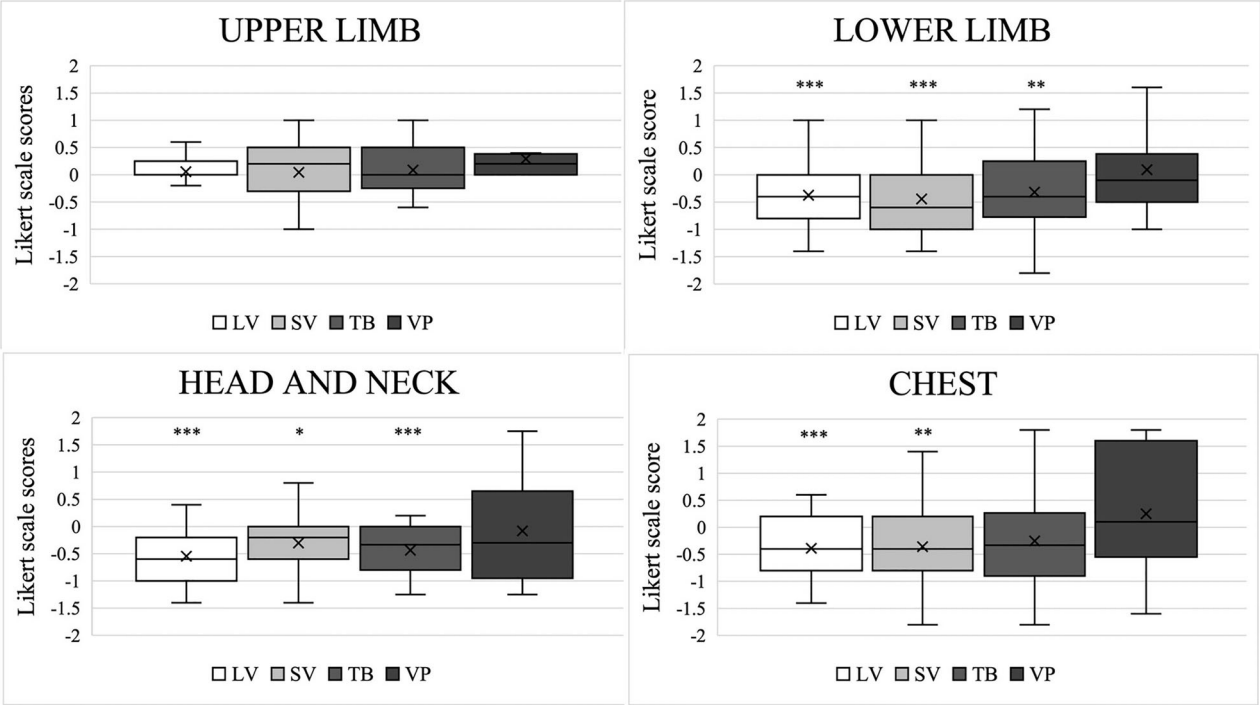 UPPER LIMB
Likert scale scores
2
1.5
1
0.5
0
-0.5
-1
-1.5
-2
LV SV TB VP
LOWER LIMB
Likert scale score
2
1.5
1
0.5
0
-0.5
-1
-1.5
-2
*** *** **
LV SV TB VP
HEAD AND NECK
Likert scale scores
2
1.5
1
0.5
0
-0.5
-1
-1.5
-2
*** * ***
LV SV TB VP
CHEST
Likert scale score
2
1.5
1
0.5
0
-0.5
-1
-1.5
-2
*** **
LV SV TB VP